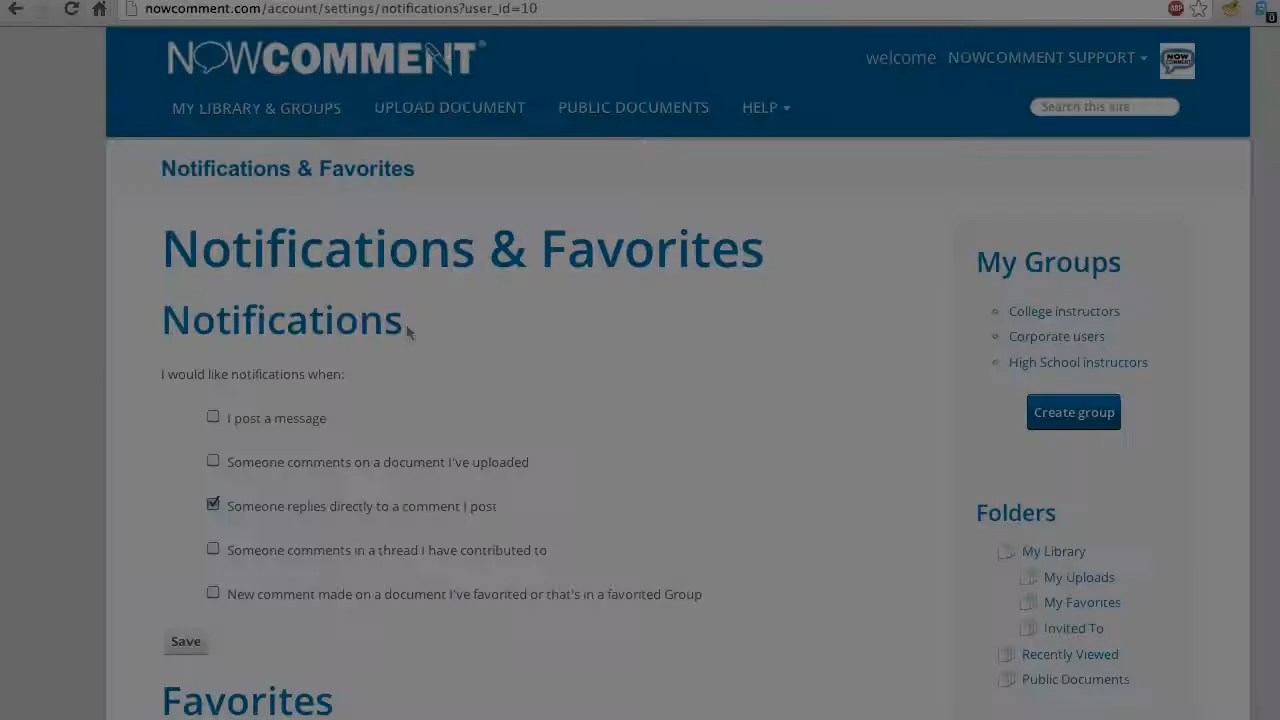 nowcomment.com/account/settings/notifications?user_id=10
ABP
0
NOWCOMMENT®
welcome NOWCOMMENT SUPPORT
NOW COMMENT
MY LIBRARY & GROUPS UPLOAD DOCUMENT PUBLIC DOCUMENTS HELP
Search this site
Notifications & Favorites
Notifications & Favorites
Notifications
I would like notifications when:
I post a message
Someone comments on a document I've uploaded
Someone replies directly to a comment I post
Someone comments in a thread I have contributed to
New comment made on a document I've favorited or that's in a favorited Group
Save
Favorites
My Groups
College instructors
Corporate users
High School instructors
Create group
Folders
My Library
My Uploads
My Favorites
Invited To
Recently Viewed
Public Documents